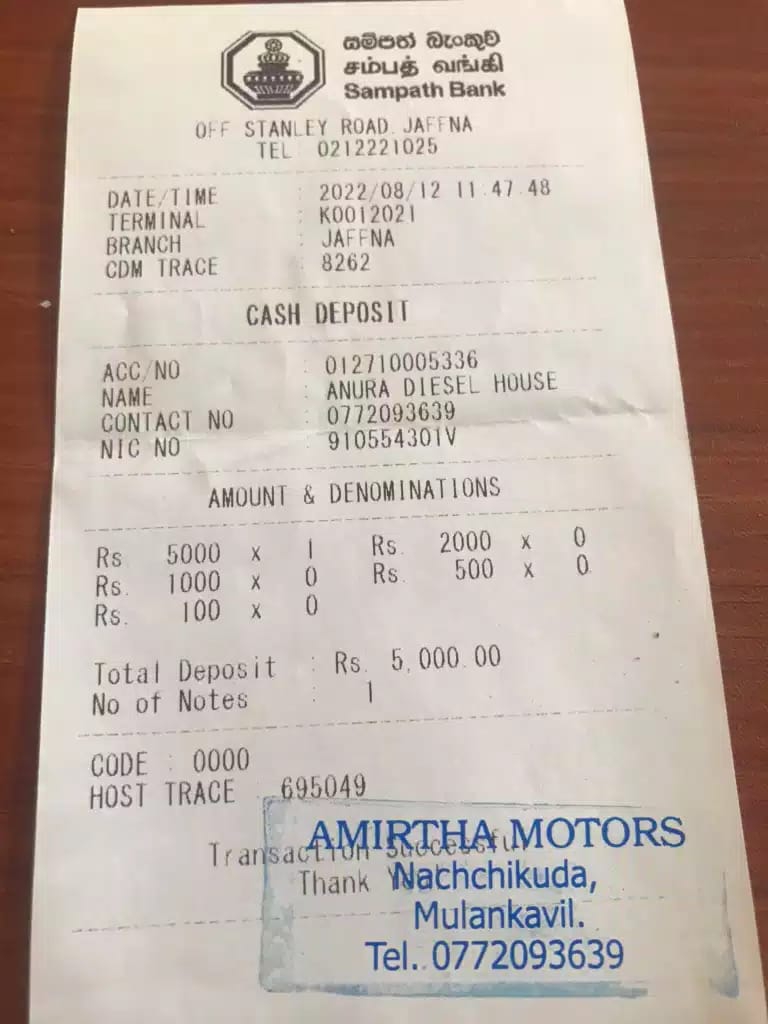 සම්පත් බැංකුව
சம்பத் வங்கி
Sampath Bank
OFF STANLEY ROAD. JAFFNA
TEL : 0212221025
DATE/TIME : 2022/08/12 11:47:48
TERMINAL : K0012021
BRANCH : JAFFNA
CDM TRACE : 8262
CASH DEPOSIT
ACC/NO : 012710005336
NAME : ANURA DIESEL HOUSE
CONTACT NO : 0772093639
NIC NO : 910554301V
AMOUNT & DENOMINATIONS
Rs 5000 x 1 Rs. 2000 x 0
Rs. 1000 x 0 Rs. 500 x 0
Rs. 100 x 0
Total Deposit : Rs. 5,000.00
No of Notes : 1
CODE : 0000
HOST TRACE : 695049
Transaction Successful
Thank You
AMIRTHA MOTORS
Nachchikuda,
Mulankavil.
Tel. 0772093639